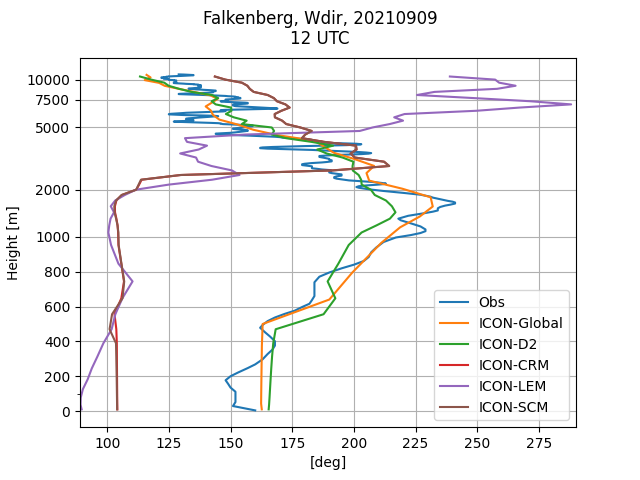 Falkenberg, Wdir, 20210909
12 UTC
10000
7500
5000
2000
1000
800
600
400
200
0
Height [m]
100
125
150
175
200
225
250
275
[deg]
Obs
ICON-Global
ICON-D2
ICON-CRM
ICON-LEM
ICON-SCM